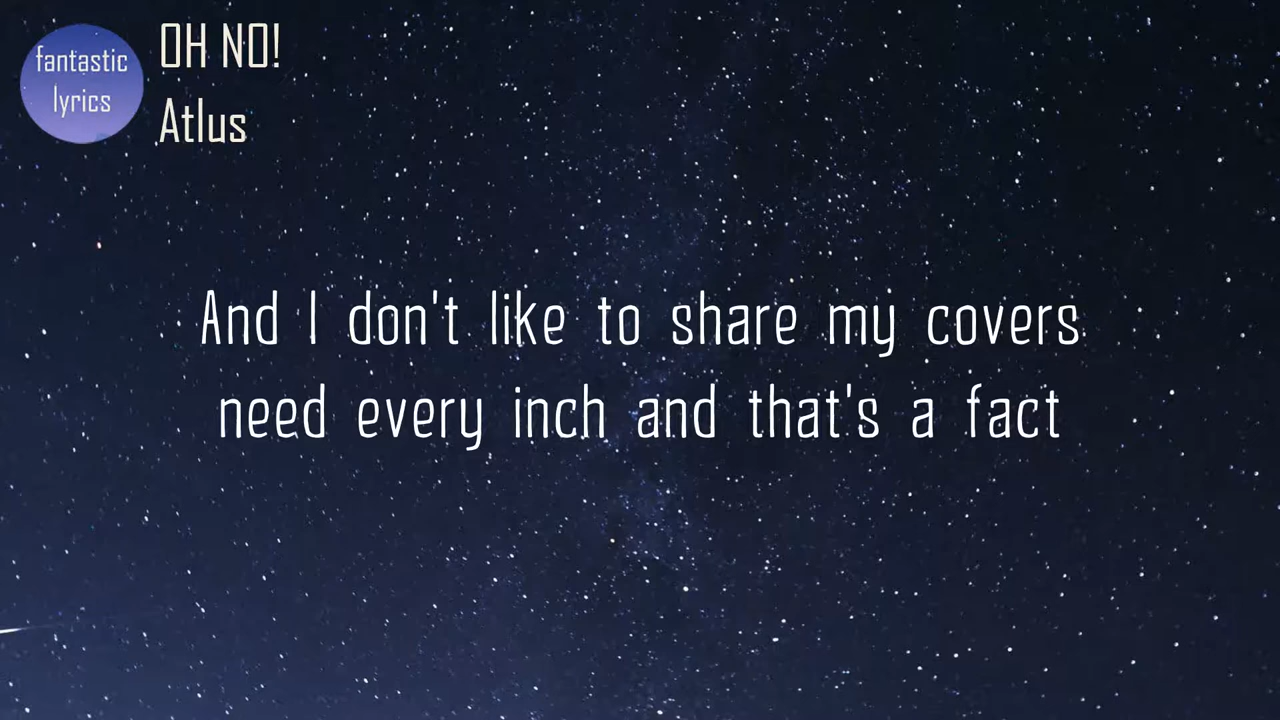 fantastic
lyrics
OH NO!
Atlus
And I don't like to share my covers
need every inch and that's a fact